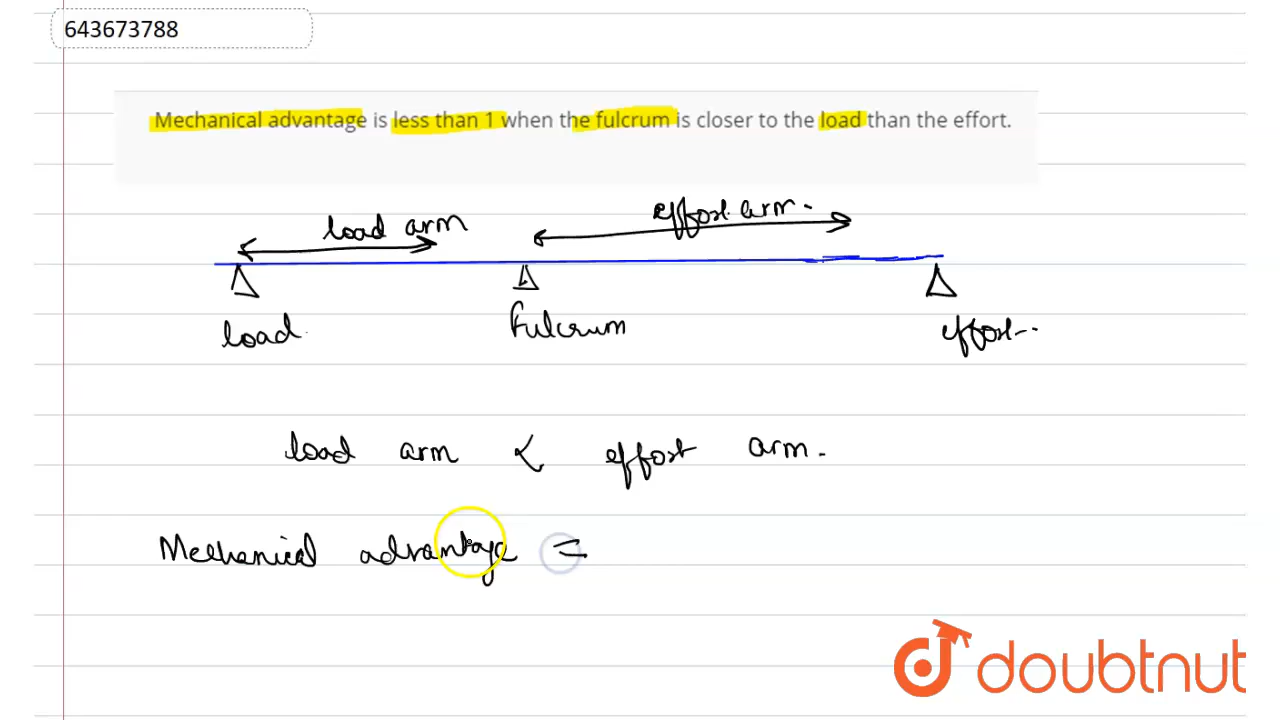 643673788
Mechanical advantage is less than 1 when the fulcrum is closer to the load than the effort.
load arm effort arm.
load fulcrum effort
load arm < effort arm.
Mechanical advantage =
doubtnut